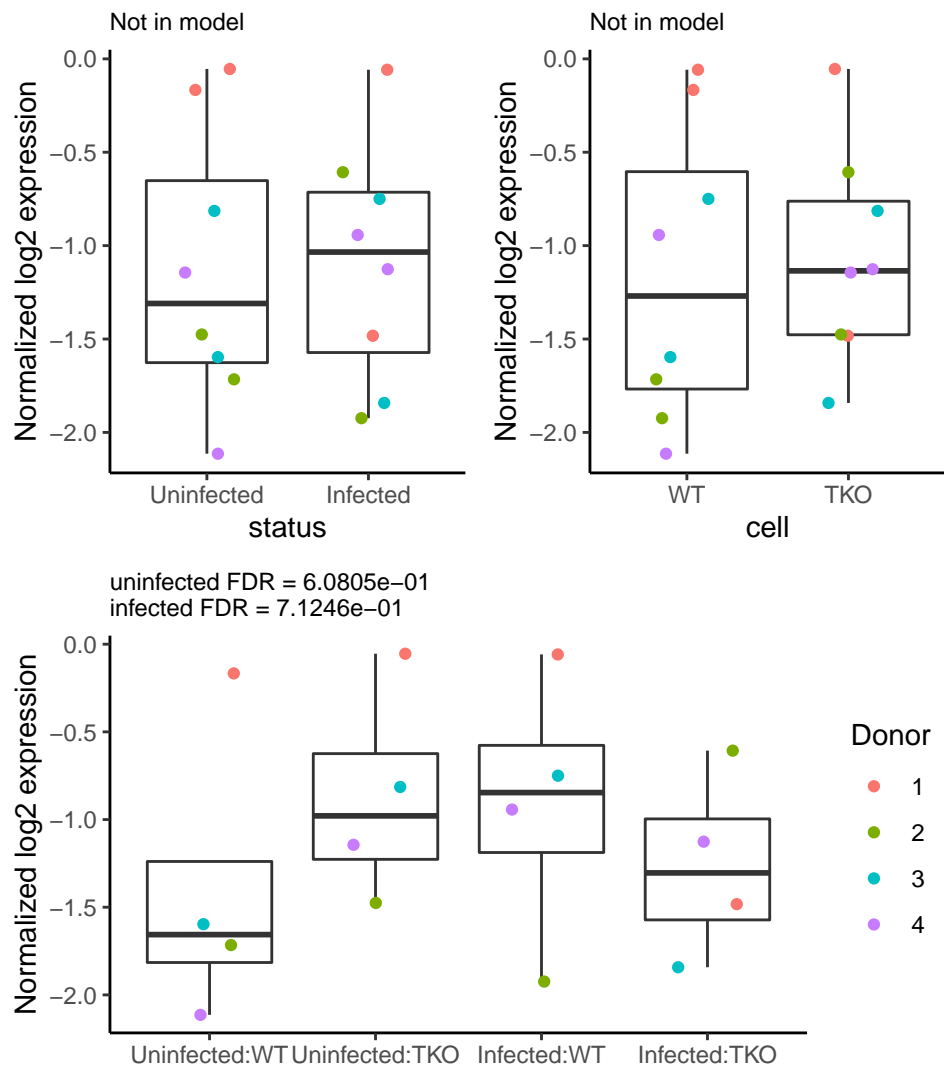 Not in model
Normalized log2 expression
0.0
−0.5
−1.0
−1.5
−2.0
Uninfected
Infected
status
Not in model
Normalized log2 expression
0.0
−0.5
−1.0
−1.5
−2.0
WT
TKO
cell
uninfected FDR = 6.0805e−01
infected FDR = 7.1246e−01
Normalized log2 expression
0.0
−0.5
−1.0
−1.5
−2.0
Uninfected:WT
Uninfected:TKO
Infected:WT
Infected:TKO
Donor
1
2
3
4